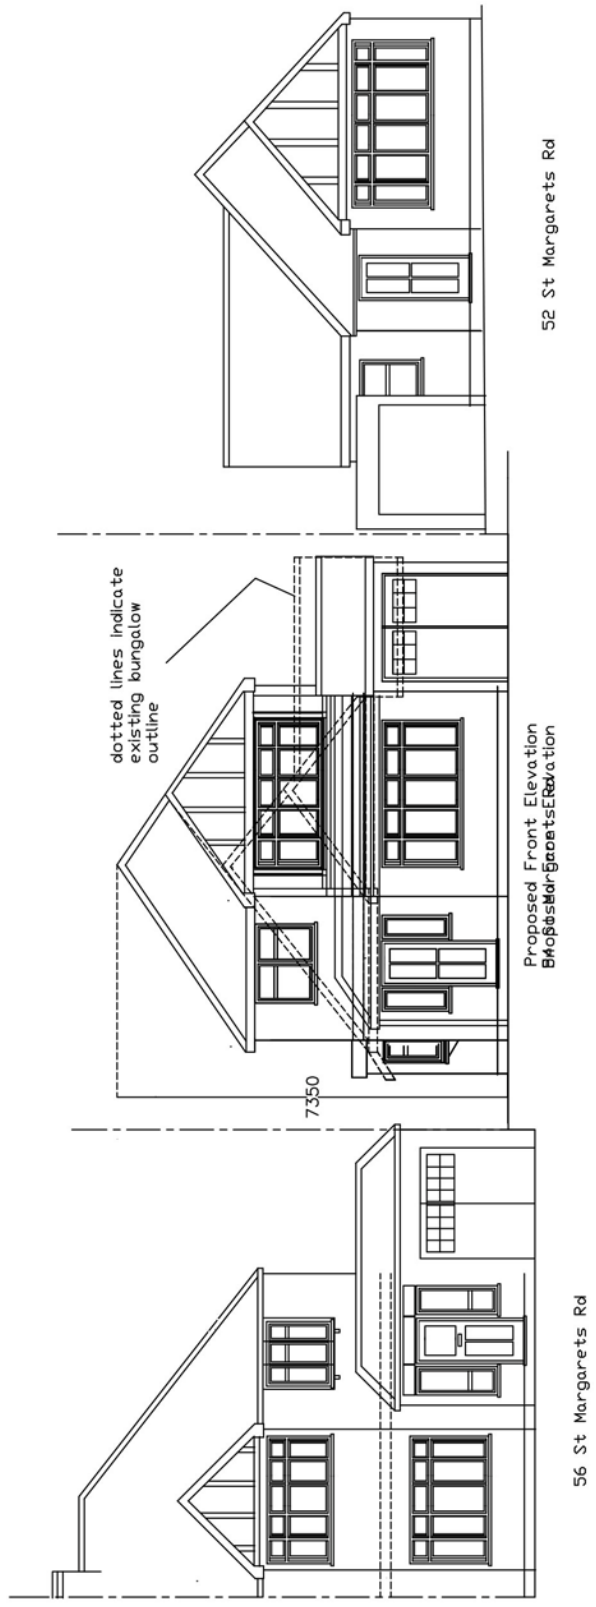 52 St Margarets Rd
dotted lines indicate
existing bungalow
outline
Proposed Front Elevation
7350
56 St Margarets Rd